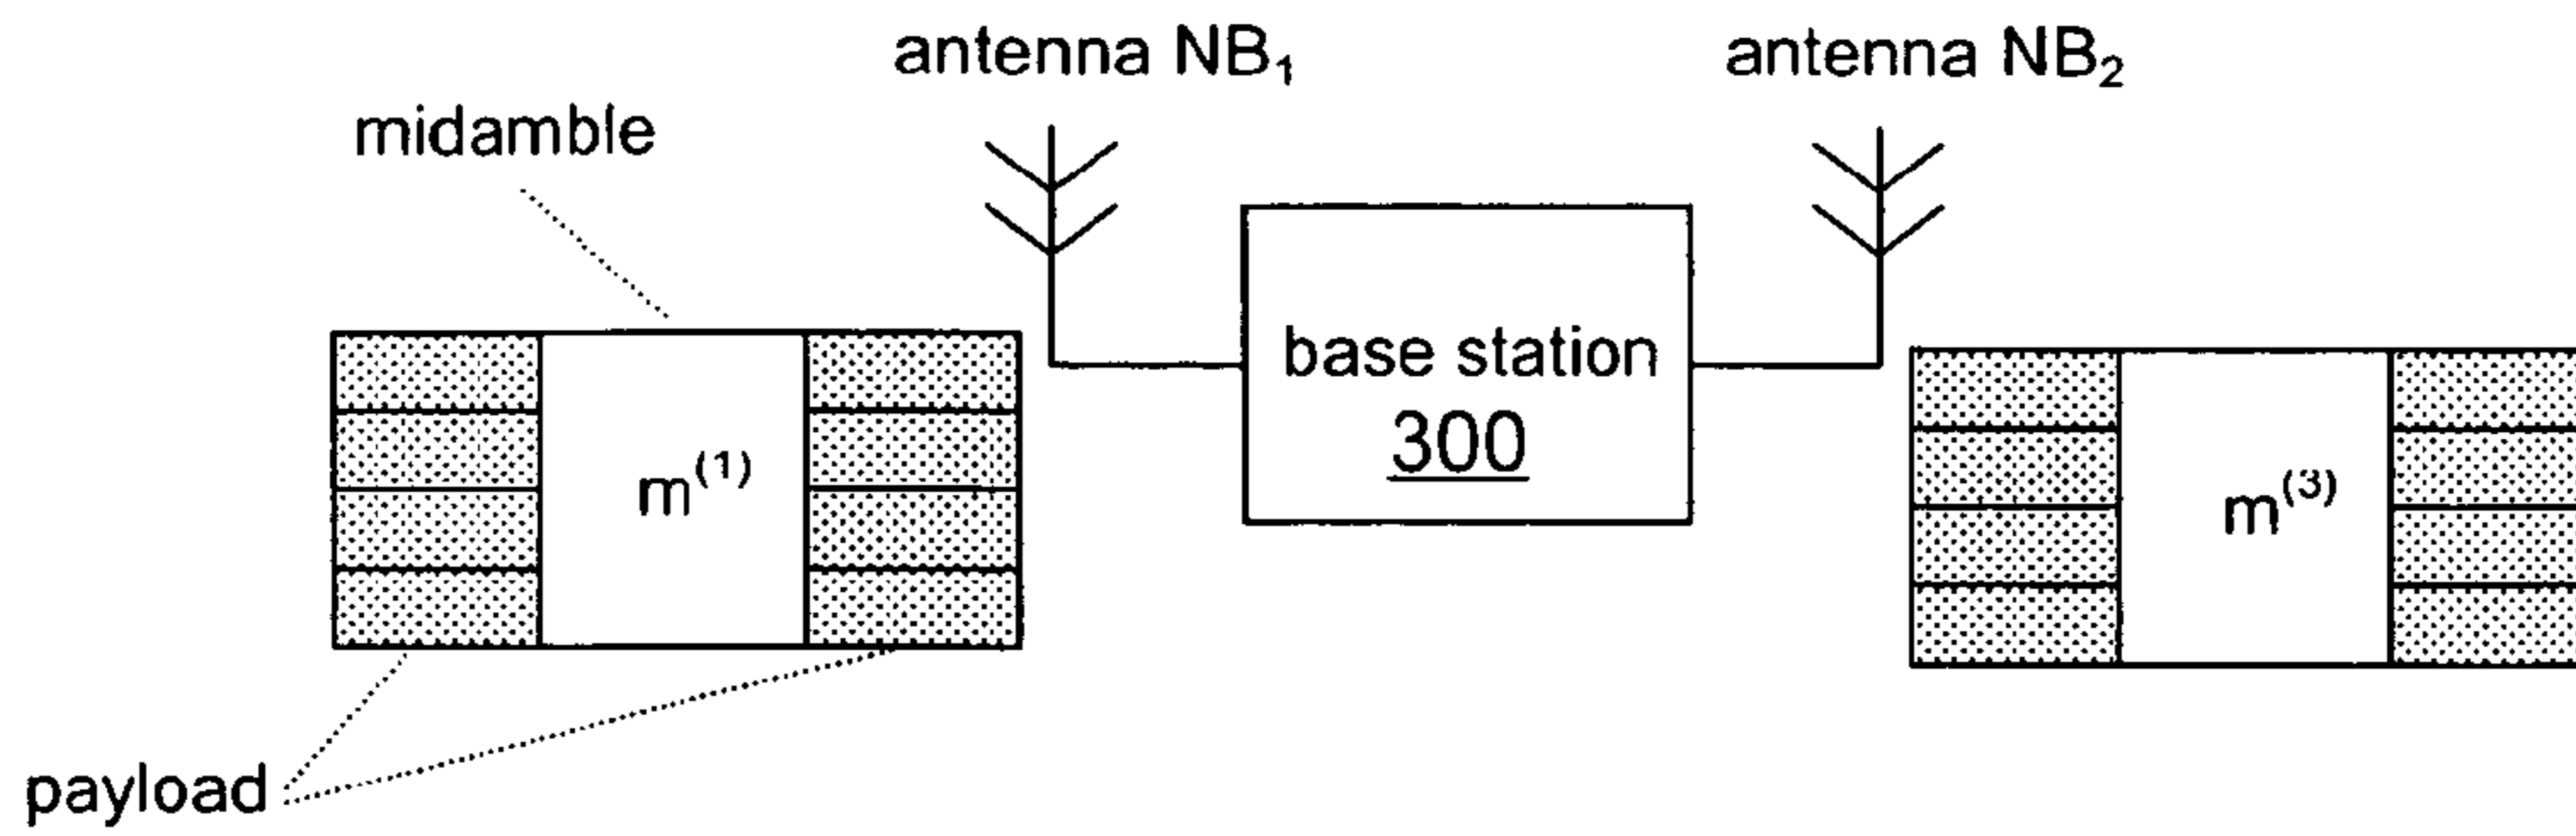 antenna NB₁
antenna NB₂
midamble
base station
300
m⁽¹⁾
m⁽³⁾
payload